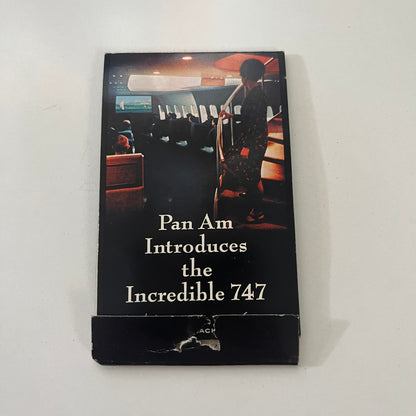 Pan Am
Introduces
the
Incredible 747